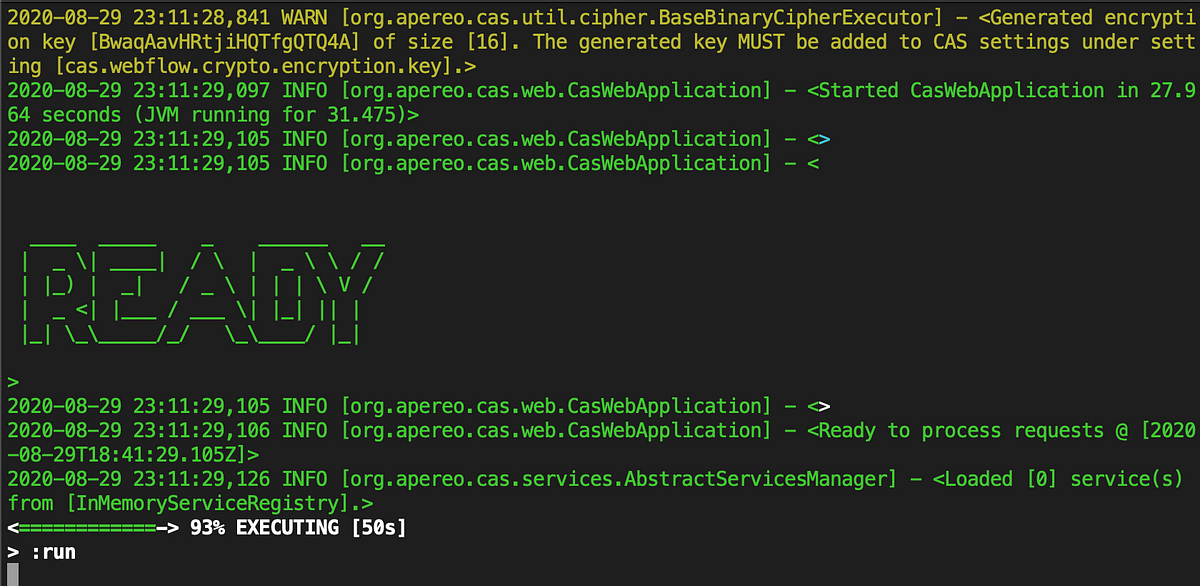 2020-08-29 23:11:28,841 WARN [org.apereo.cas.util.cipher.BaseBinaryCipherExecutor] – <Generated encrypti
on key [BwaqAavHRtjiHQTfgQTQ4A] of size [16]. The generated key MUST be added to CAS settings under sett
ing [cas.webflow.crypto.encryption.key].>
2020-08-29 23:11:29,097 INFO [org.apereo.cas.web.CasWebApplication] – <Started CasWebApplication in 27.9
64 seconds (JVM running for 31.475)>
2020-08-29 23:11:29,105 INFO [org.apereo.cas.web.CasWebApplication] – <>
2020-08-29 23:11:29,105 INFO [org.apereo.cas.web.CasWebApplication] – <
READY
>
2020-08-29 23:11:29,105 INFO [org.apereo.cas.web.CasWebApplication] – <>
2020-08-29 23:11:29,106 INFO [org.apereo.cas.web.CasWebApplication] – <Ready to process requests @ [2020
-08-29T18:41:29.105Z]>
2020-08-29 23:11:29,126 INFO [org.apereo.cas.services.AbstractServicesManager] – <Loaded [0] service(s)
from [InMemoryServiceRegistry].>
<============-> 93% EXECUTING [50s]
> :run